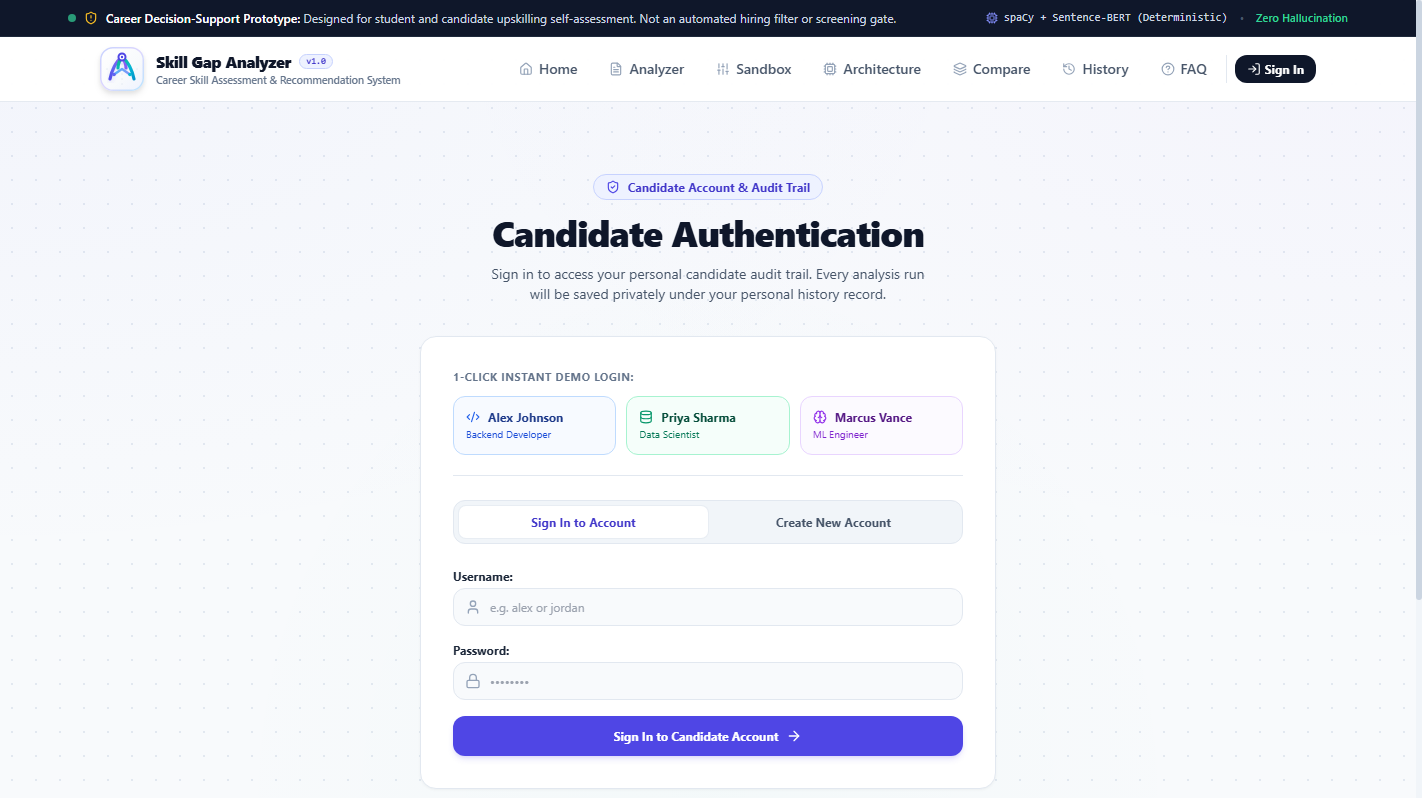 Career Decision-Support Prototype: Designed for student and candidate upskilling self-assessment. Not an automated hiring filter or screening gate.
spaCy + Sentence-BERT (Deterministic) • Zero Hallucination
Skill Gap Analyzer v1.0
Career Skill Assessment & Recommendation System
Home
Analyzer
Sandbox
Architecture
Compare
History
FAQ
Sign In
Candidate Account & Audit Trail
Candidate Authentication
Sign in to access your personal candidate audit trail. Every analysis run
will be saved privately under your personal history record.
1-CLICK INSTANT DEMO LOGIN:
Alex Johnson
Backend Developer
Priya Sharma
Data Scientist
Marcus Vance
ML Engineer
Sign In to Account
Create New Account
Username:
e.g. alex or jordan
Password:
••••••••
Sign In to Candidate Account